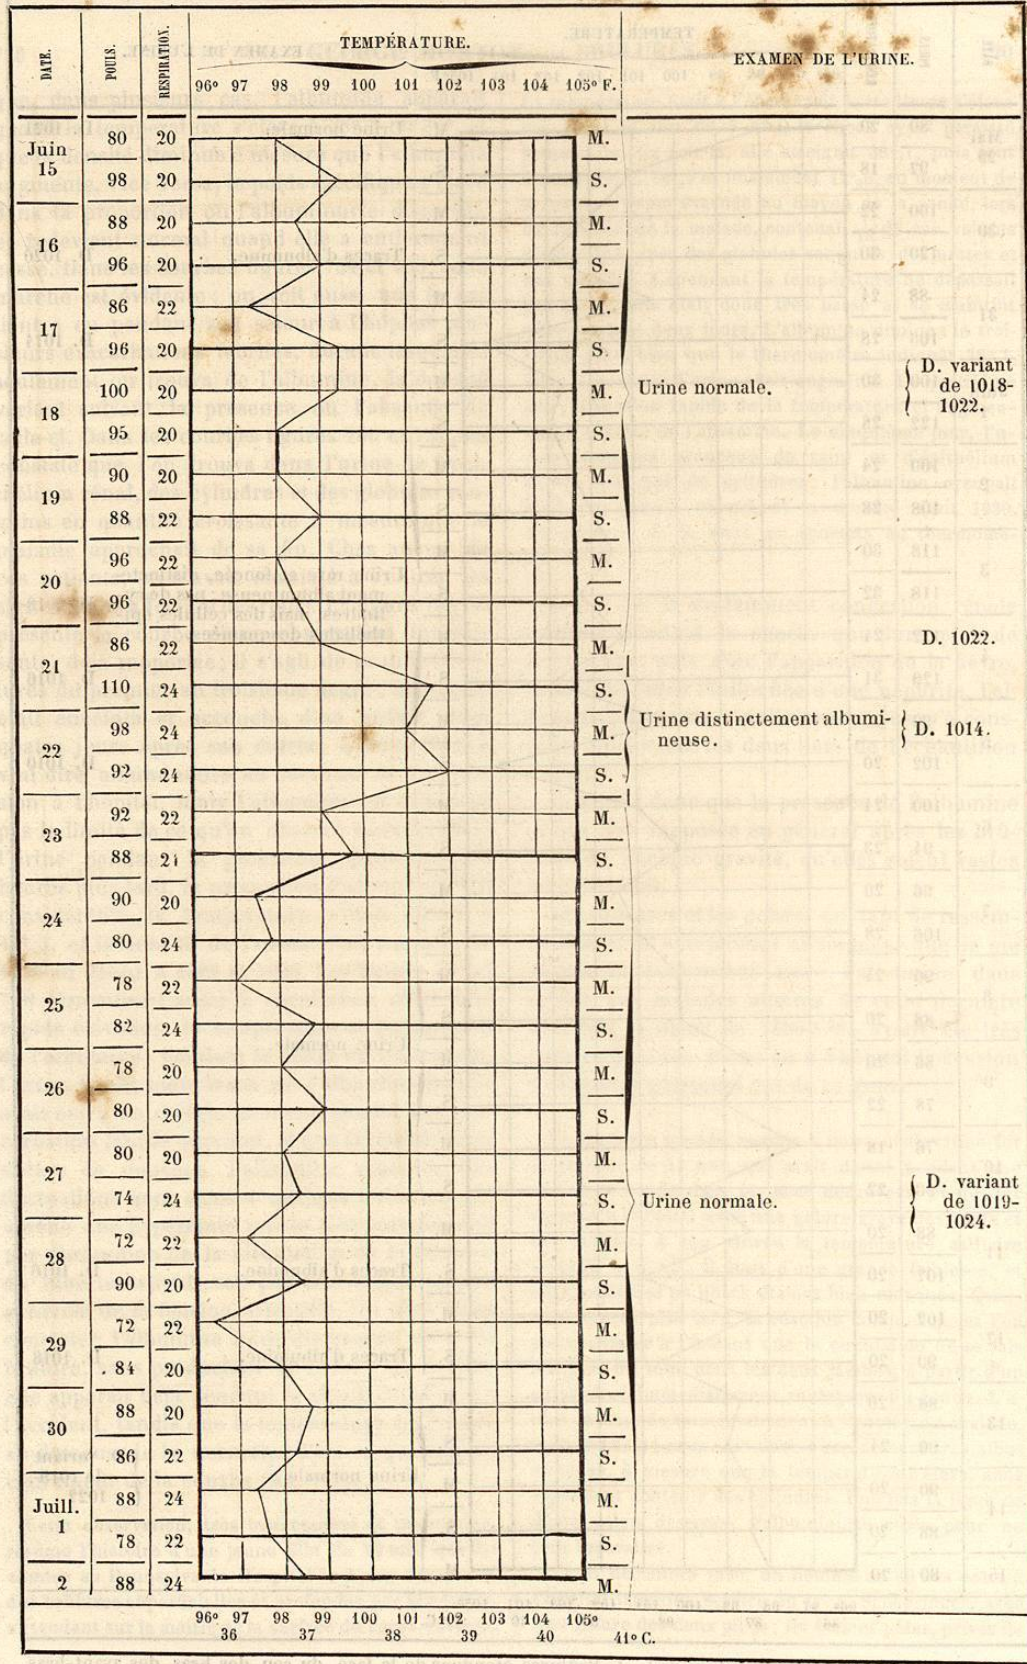 DATE. POULS. RESPIRATION. TEMPÉRATURE. EXAMEN DE L'URINE.
96° 97 98 99 100 101 102 103 104 105° F.
Juin
15 80 20 M.
98 20 S.
16 88 20 M.
96 20 S.
17 86 22 M.
96 20 S.
18 100 20 M.
95 20 S.
Urine normale. D. variant
de 1018-
1022.
19 90 20 M.
88 22 S.
20 96 22 M.
96 22 S.
21 86 22 M. D. 1022.
110 24 S.
22 98 24 M.
92 24 S.
Urine distinctement albumi-
neuse. D. 1014.
23 92 22 M.
88 21 S.
24 90 20 M.
80 24 S.
25 78 22 M.
82 24 S.
26 78 20 M.
80 20 S.
27 80 20 M.
74 24 S.
Urine normale. D. variant
de 1019-
1024.
28 72 22 M.
90 20 S.
29 72 22 M.
84 20 S.
30 88 20 M.
86 22 S.
Juill.
1 88 24 M.
78 22 S.
2 88 24 M.
96° 97 98 99 100 101 102 103 104 105°
36 37 38 39 40 41° C.